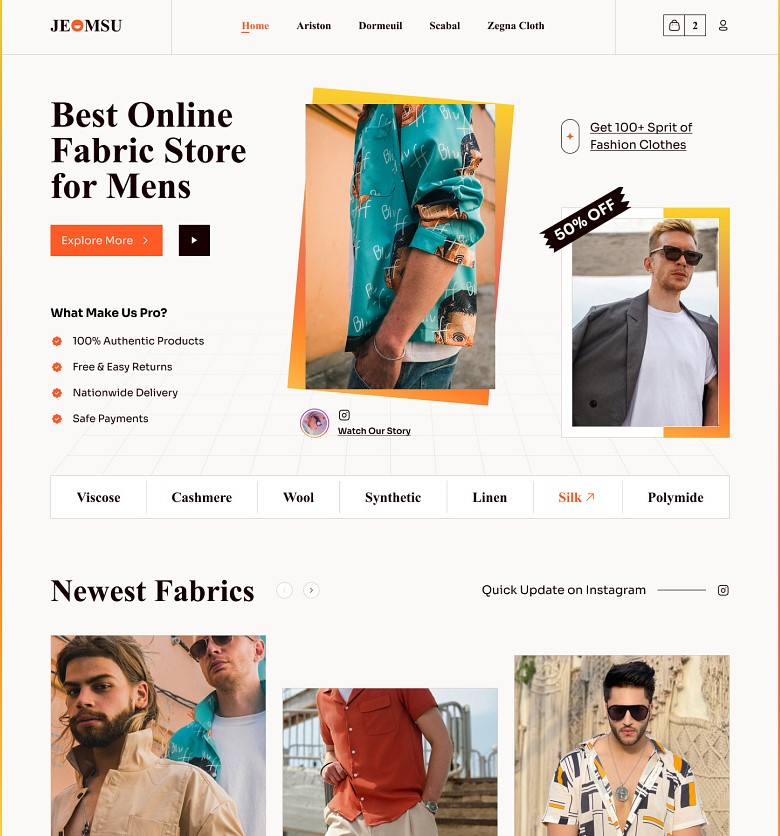 JEOMSU
Home
Ariston
Dormeuil
Scabal
Zegna Cloth
2
Best Online
Fabric Store
for Mens
Explore More
What Make Us Pro?
100% Authentic Products
Free & Easy Returns
Nationwide Delivery
Safe Payments
Watch Our Story
Get 100+ Sprit of
Fashion Clothes
50% OFF
Viscose
Cashmere
Wool
Synthetic
Linen
Silk
Polymide
Newest Fabrics
Quick Update on Instagram